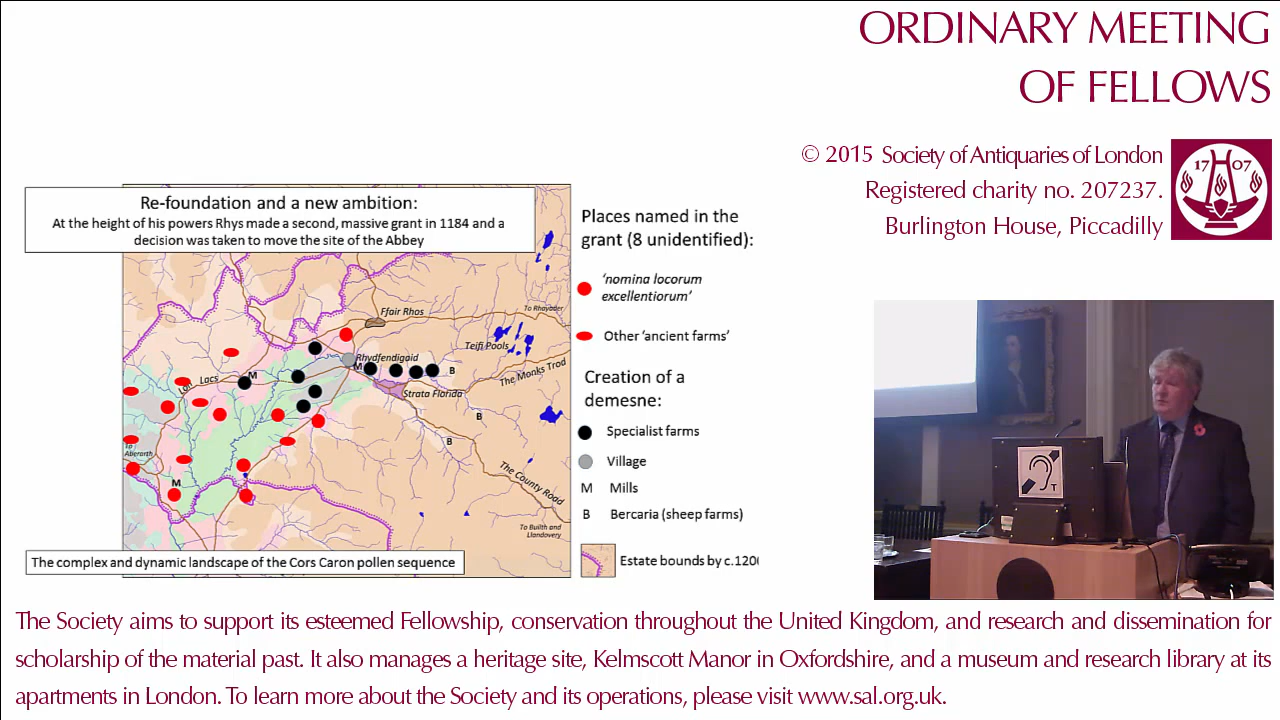 ORDINARY MEETING
OF FELLOWS
© 2015 Society of Antiquaries of London
Registered charity no. 207237.
Burlington House, Piccadilly
17 07
Re-foundation and a new ambition:
At the height of his powers Rhys made a second, massive grant in 1184 and a
decision was taken to move the site of the Abbey
Places named in the
grant (8 unidentified):
'nomina locorum
excellentiorum'
Other 'ancient farms'
Creation of a
demesne:
Specialist farms
Village
M Mills
B Bercaria (sheep farms)
Estate bounds by c.120
Ffair Rhos
To Rhayader
Teifi Pools
Rhydfendigaid
M
B
The Monks Trod
Lon Lacs
M
Strata Florida
B
B
To
Aberarth
M
The County Road
To Builth and
Llandovery
The complex and dynamic landscape of the Cors Caron pollen sequence
T
The Society aims to support its esteemed Fellowship, conservation throughout the United Kingdom, and research and dissemination for
scholarship of the material past. It also manages a heritage site, Kelmscott Manor in Oxfordshire, and a museum and research library at its
apartments in London. To learn more about the Society and its operations, please visit www.sal.org.uk.